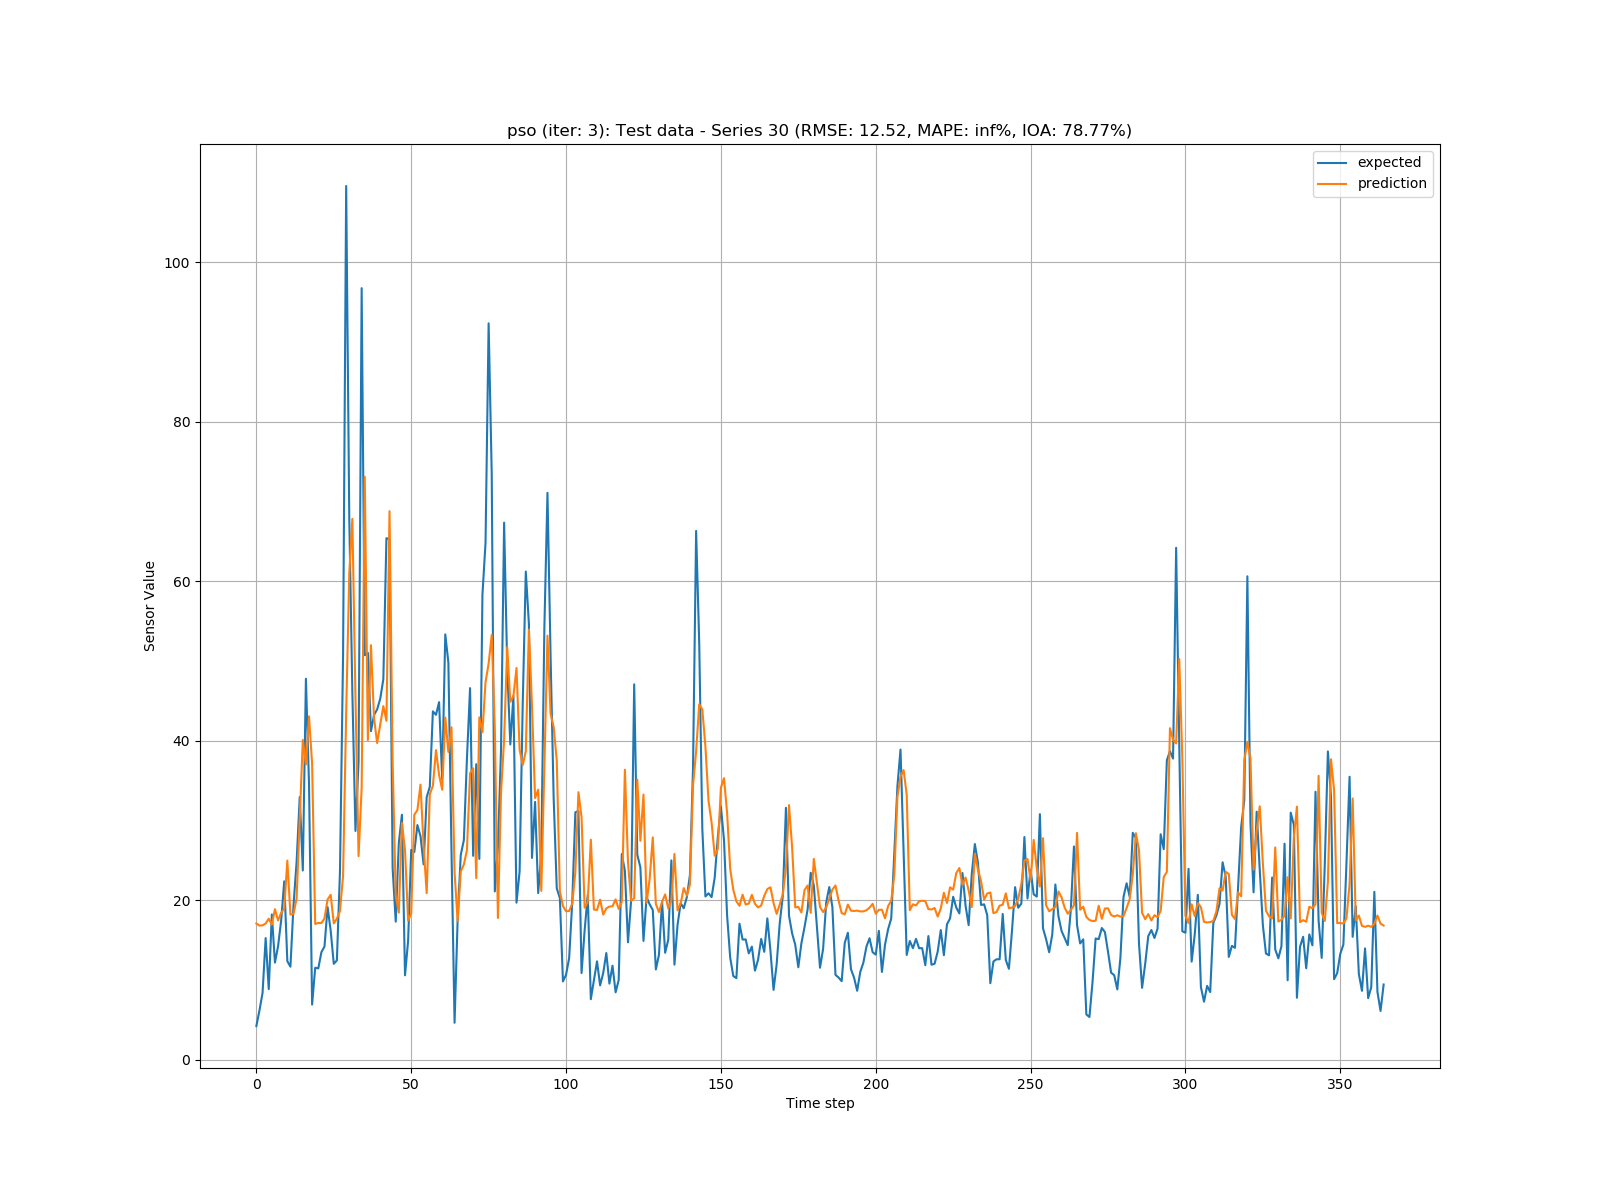 pso (iter: 3): Test data - Series 30 (RMSE: 12.52, MAPE: inf%, IOA: 78.77%)
expected
prediction
100
80
60
40
20
0
Sensor Value
0 50 100 150 200 250 300 350
Time step